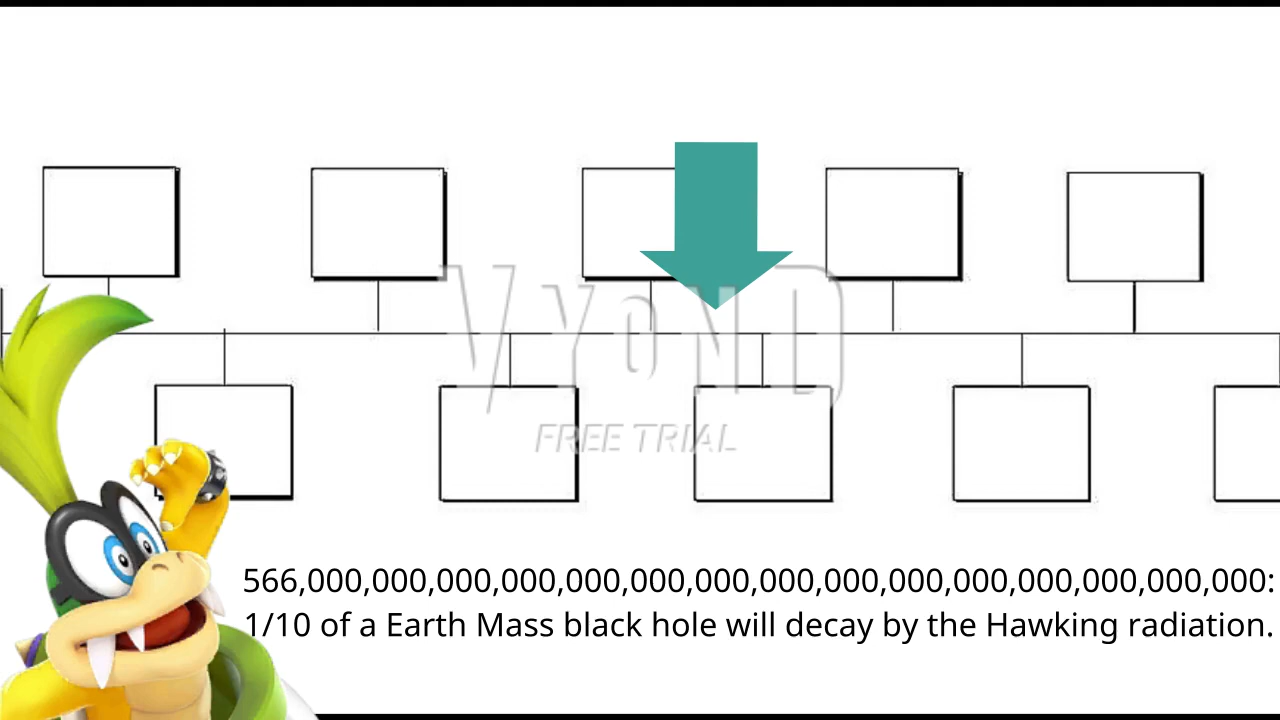 VYOND
FREE TRIAL
566,000,000,000,000,000,000,000,000,000,000,000,000,000,000,000:
1/10 of a Earth Mass black hole will decay by the Hawking radiation.